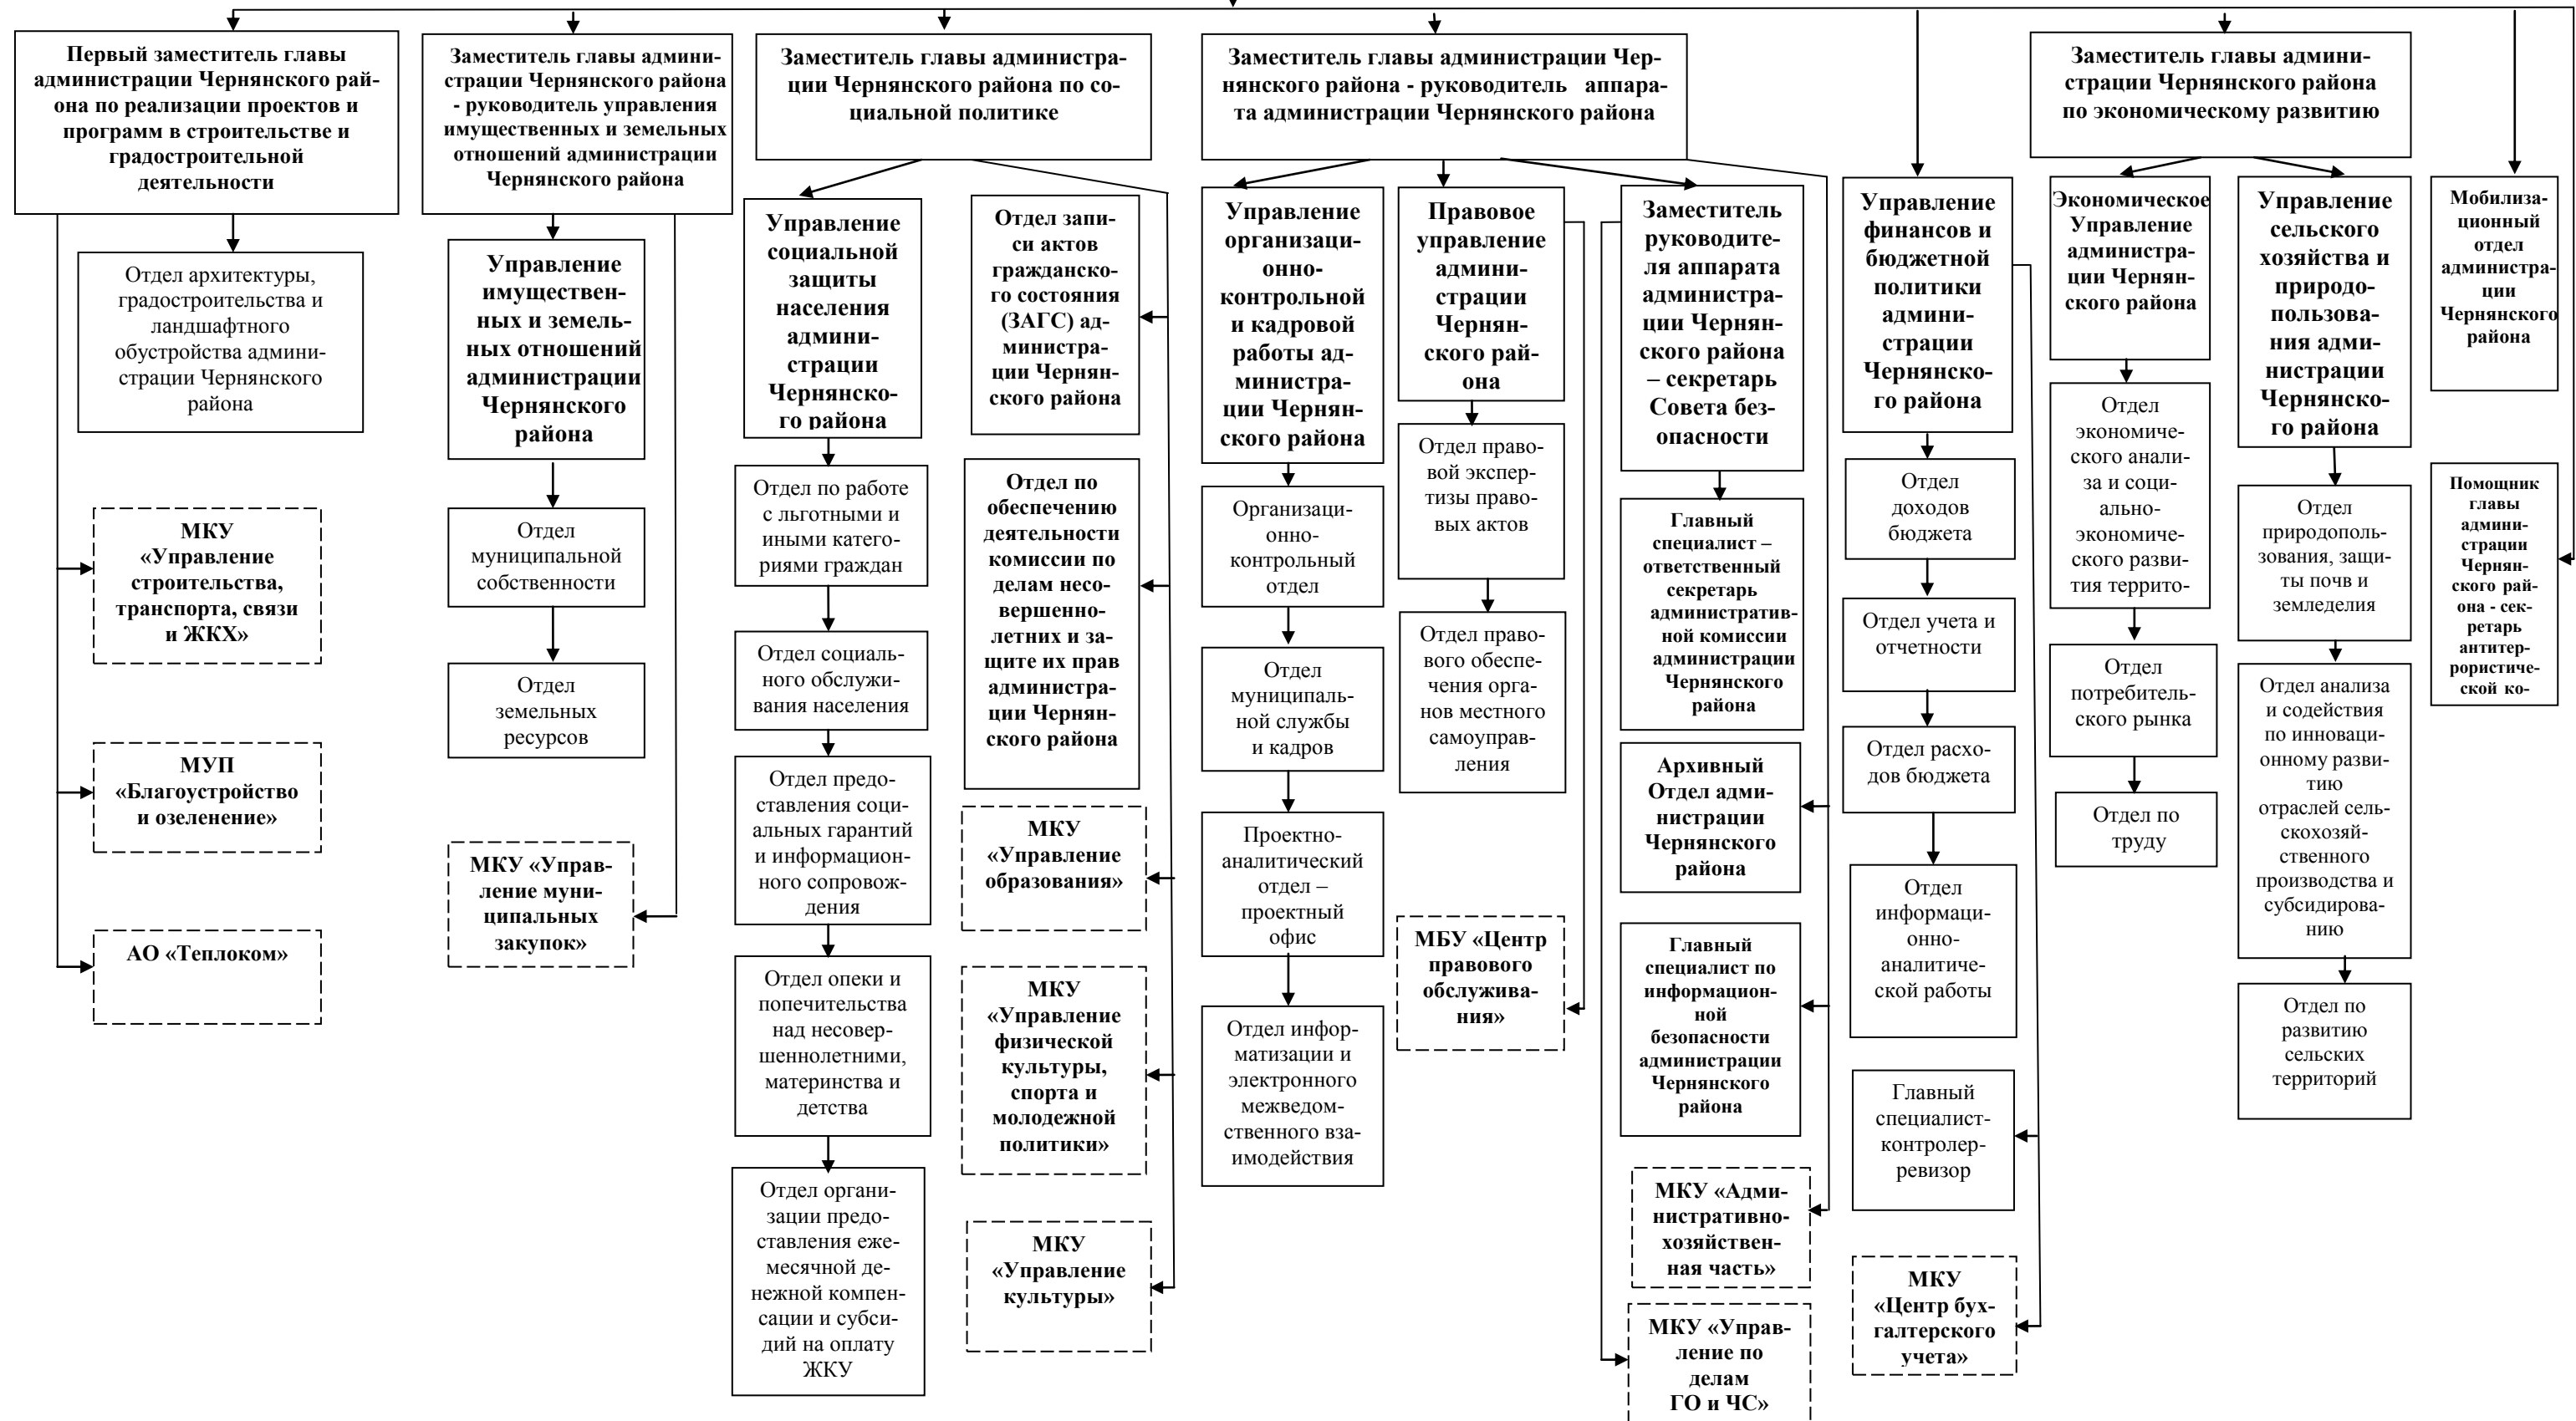 Первый заместитель главы
администрации Чернянского рай-
она по реализации проектов и
программ в строительстве и
градостроительной
деятельности
Отдел архитектуры,
градостроительства и
ландшафтного
обустройства админи-
страции Чернянского
района
МКУ
«Управление
строительства,
транспорта, связи
и ЖКХ»
МУП
«Благоустройство
и озеленение»
АО «Теплоком»
Заместитель главы админи-
страции Чернянского района
- руководитель управления
имущественных и земельных
отношений администрации
Чернянского района
Управление
имуществен-
ных и земель-
ных отношений
администрации
Чернянского
района
Отдел
муниципальной
собственности
Отдел
земельных
ресурсов
МКУ «Управ-
ление муни-
ципальных
закупок»
Заместитель главы администра-
ции Чернянского района по со-
циальной политике
Управление
социальной
защиты
населения
админи-
страции
Чернянско-
го района
Отдел по работе
с льготными и
иными катего-
риями граждан
Отдел социаль-
ного обслужи-
вания населения
Отдел предо-
ставления соци-
альных гарантий
и информацион-
ного сопровож-
дения
Отдел опеки и
попечительства
над несовер-
шеннолетними,
материнства и
детства
Отдел органи-
зации предо-
ставления еже-
месячной де-
нежной компен-
сации и субси-
дий на оплату
ЖКУ
Отдел запи-
си актов
гражданско-
го состояния
(ЗАГС) ад-
министра-
ции Чернян-
ского района
Отдел по
обеспечению
деятельности
комиссии по
делам несо-
вершенно-
летних и за-
щите их прав
администра-
ции Чернян-
ского района
МКУ
«Управление
образования»
МКУ
«Управление
физической
культуры,
спорта и
молодежной
политики»
МКУ
«Управление
культуры»
Заместитель главы администрации Чер-
нянского района - руководитель аппара-
та администрации Чернянского района
Управление
организаци-
онно-
контрольной
и кадровой
работы ад-
министра-
ции Чернян-
ского района
Организаци-
онно-
контрольный
отдел
Отдел
муниципаль-
ной службы
и кадров
Проектно-
аналитический
отдел –
проектный
офис
Отдел инфор-
матизации и
электронного
межведом-
ственного вза-
имодействия
Правовое
управление
админи-
страции
Чернян-
ского рай-
она
Отдел право-
вой экспер-
тизы право-
вых актов
Отдел право-
вого обеспе-
чения орга-
нов местного
самоуправ-
ления
МБУ «Центр
правового
обслужива-
ния»
Заместитель
руководите-
ля аппарата
администра-
ции Чернян-
ского района
– секретарь
Совета без-
опасности
Главный
специалист –
ответственный
секретарь
административ-
ной комиссии
администрации
Чернянского
района
Архивный
Отдел адми-
нистрации
Чернянского
района
Главный
специалист по
информацион-
ной
безопасности
администрации
Чернянского
района
МКУ «Адми-
нистративно-
хозяйствен-
ная часть»
МКУ «Управ-
ление по
делам
ГО и ЧС»
Управление
финансов и
бюджетной
политики
админи-
страции
Чернянско-
го района
Отдел
доходов
бюджета
Отдел учета и
отчетности
Отдел расхо-
дов бюджета
Отдел
информаци-
онно-
аналитиче-
ской работы
Главный
специалист-
контролер-
ревизор
МКУ
«Центр бух-
галтерского
учета»
Заместитель главы админи-
страции Чернянского района
по экономическому развитию
Экономическое
Управление
администра-
ции Чернян-
ского района
Отдел
экономиче-
ского анали-
за и соци-
ально-
экономиче-
ского разви-
тия террито-
Отдел
потребитель-
ского рынка
Отдел по
труду
Управление
сельского
хозяйства и
природо-
пользова-
ния адми-
нистрации
Чернянско-
го района
Отдел
природополь-
зования, защи-
ты почв и
земледелия
Отдел анализа
и содействия
по инноваци-
онному разви-
тию
отраслей сель-
скохозяй-
ственного
производства и
субсидирова-
нию
Отдел по
развитию
сельских
территорий
Мобилиза-
ционный
отдел
администра-
ции
Чернянского
района
Помощник
главы
админи-
страции
Чернян-
ского рай-
она - сек-
ретарь
антитер-
рористиче-
ской ко-